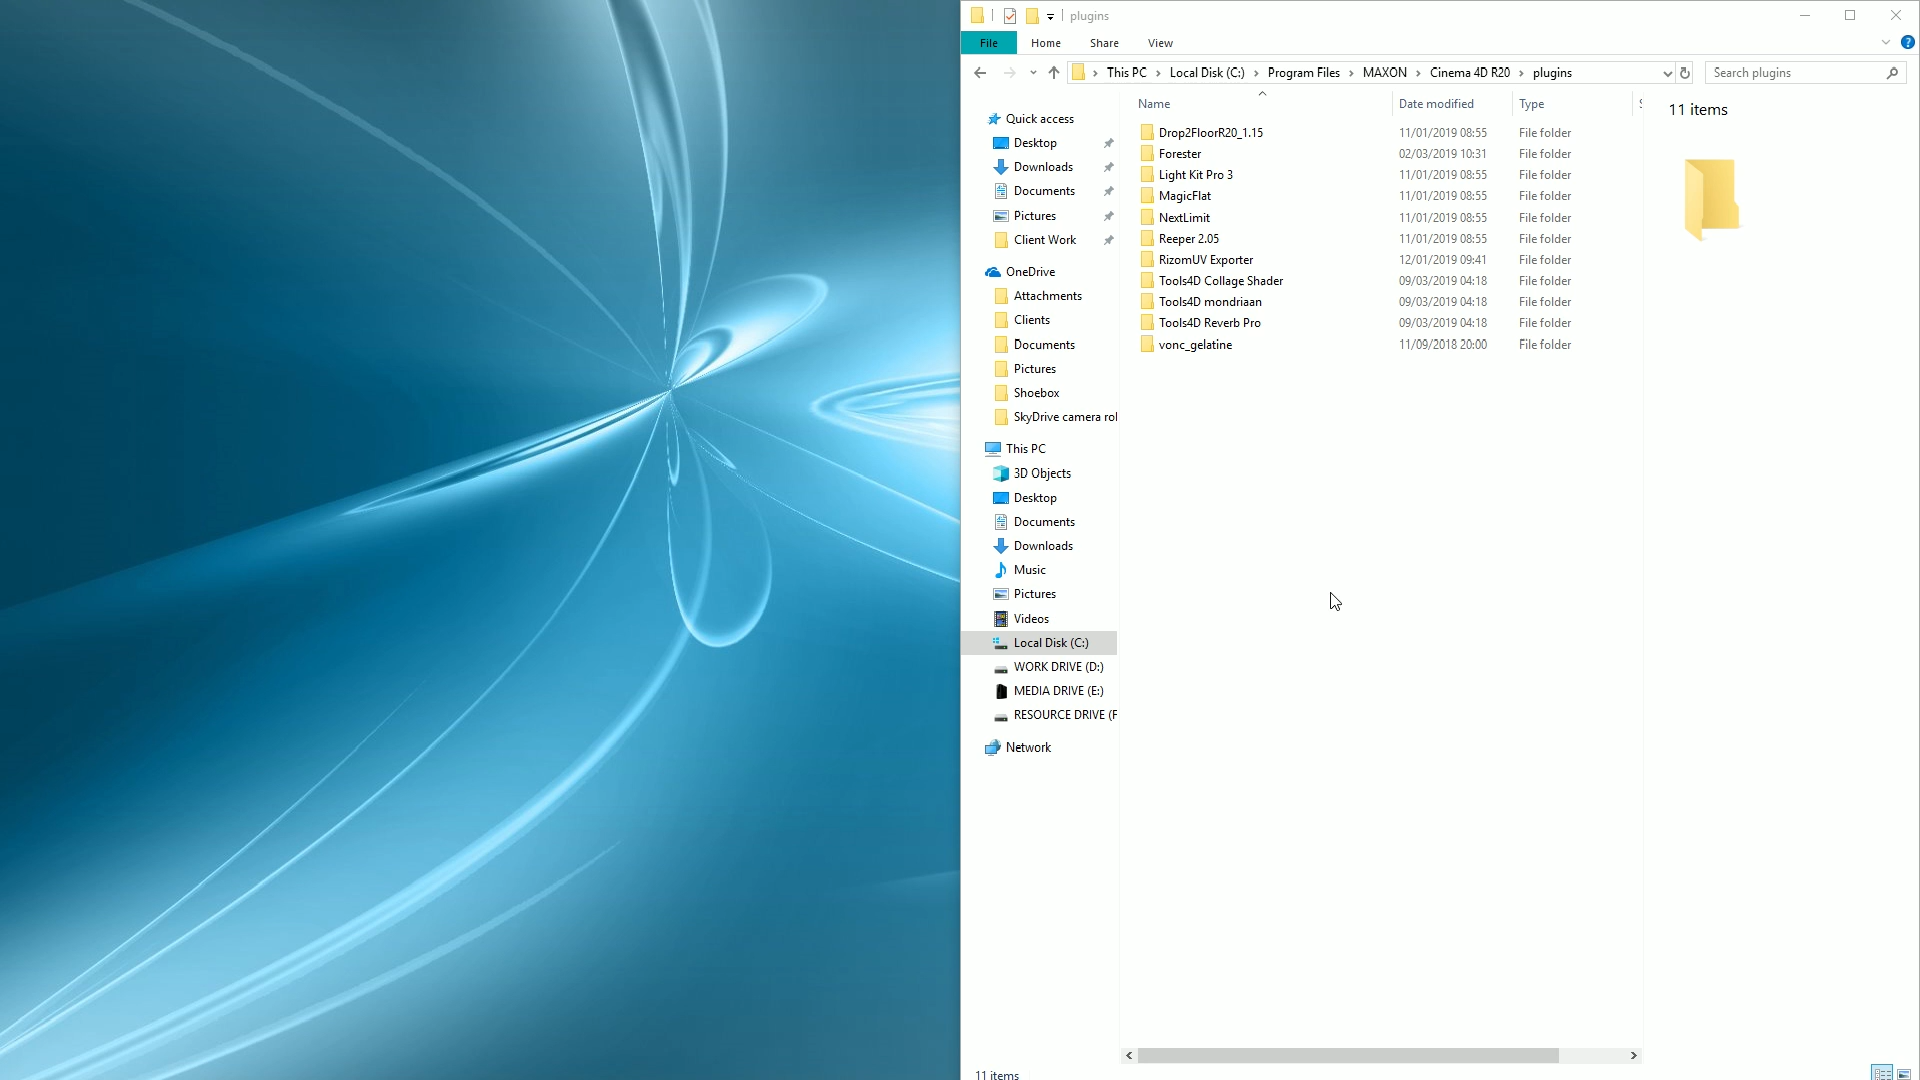 plugins
File Home Share View
This PC Local Disk (C:) Program Files MAXON Cinema 4D R20 plugins
Search plugins
Quick access
Desktop
Downloads
Documents
Pictures
Client Work
OneDrive
Attachments
Clients
Documents
Pictures
Shoebox
SkyDrive camera rol
This PC
3D Objects
Desktop
Documents
Downloads
Music
Pictures
Videos
Local Disk (C:)
WORK DRIVE (D:)
MEDIA DRIVE (E:)
RESOURCE DRIVE (F
Network
Name Date modified Type
Drop2FloorR20_1.15 11/01/2019 08:55 File folder
Forester 02/03/2019 10:31 File folder
Light Kit Pro 3 11/01/2019 08:55 File folder
MagicFlat 11/01/2019 08:55 File folder
NextLimit 11/01/2019 08:55 File folder
Reeper 2.05 11/01/2019 08:55 File folder
RizomUV Exporter 12/01/2019 09:41 File folder
Tools4D Collage Shader 09/03/2019 04:18 File folder
Tools4D mondriaan 09/03/2019 04:18 File folder
Tools4D Reverb Pro 09/03/2019 04:18 File folder
vonc_gelatine 11/09/2018 20:00 File folder
11 items
11 items